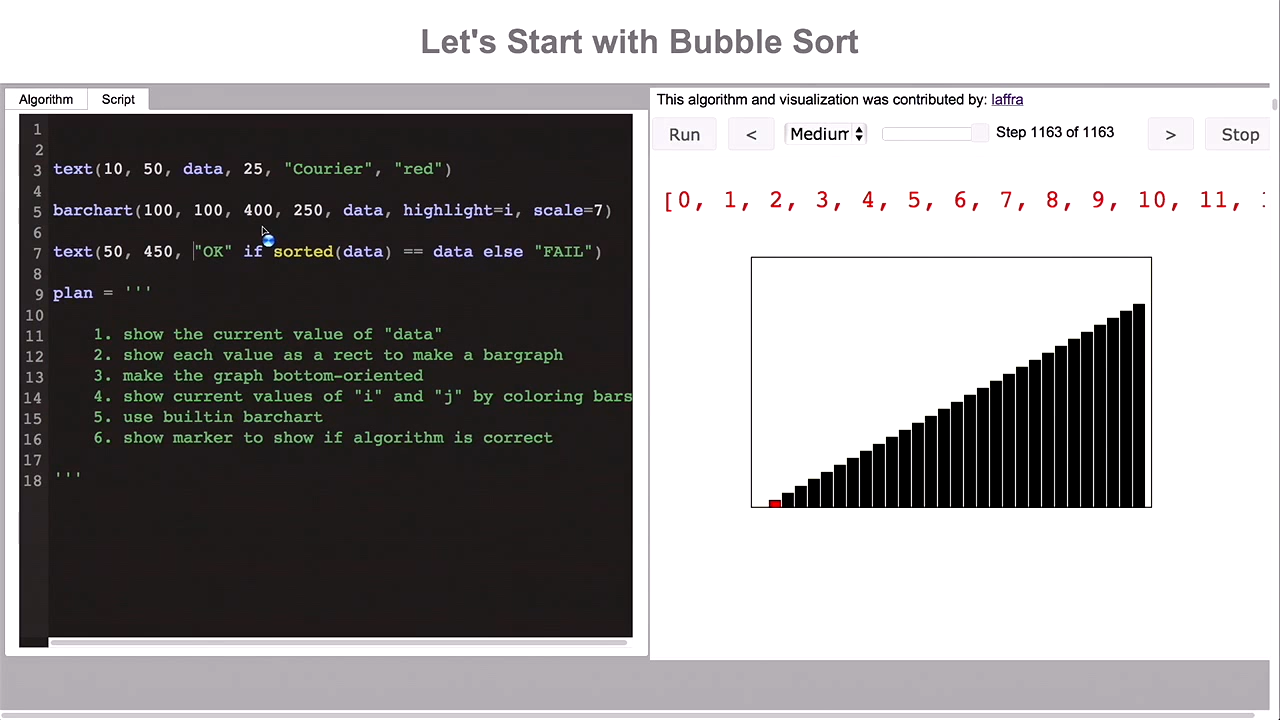 Let's Start with Bubble Sort
Algorithm
Script
1
2
3 text(10, 50, data, 25, "Courier", "red")
4
5 barchart(100, 100, 400, 250, data, highlight=i, scale=7)
6
7 text(50, 450, "OK" if sorted(data) == data else "FAIL")
8
9 plan = '''
10
11 1. show the current value of "data"
12 2. show each value as a rect to make a bargraph
13 3. make the graph bottom-oriented
14 4. show current values of "i" and "j" by coloring bars
15 5. use builtin barchart
16 6. show marker to show if algorithm is correct
17
18 '''
This algorithm and visualization was contributed by: laffra
Run < Medium Step 1163 of 1163 > Stop
[0, 1, 2, 3, 4, 5, 6, 7, 8, 9, 10, 11,